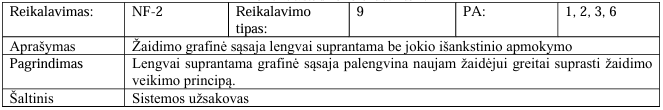 Reikalavimas: NF-2 Reikalavimo tipas: 9 PA: 1, 2, 3, 6
Aprašymas Žaidimo grafinė sąsaja lengvai suprantama be jokio išankstinio apmokymo
Pagrindimas Lengvai suprantama grafinė sąsaja palengvina naujam žaidėjui greitai suprasti žaidimo
veikimo principą.
Šaltinis Sistemos užsakovas